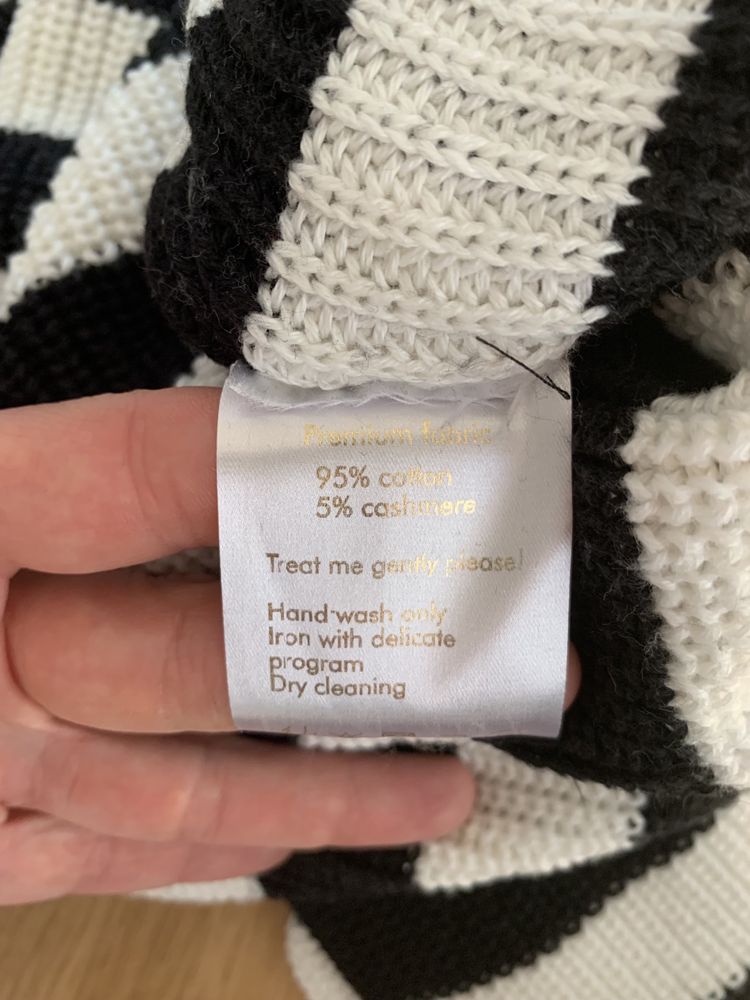 Premium fabric
95% cotton
5% cashmere
Treat me gently please!
Hand wash only
Iron with delicate
program
Dry cleaning